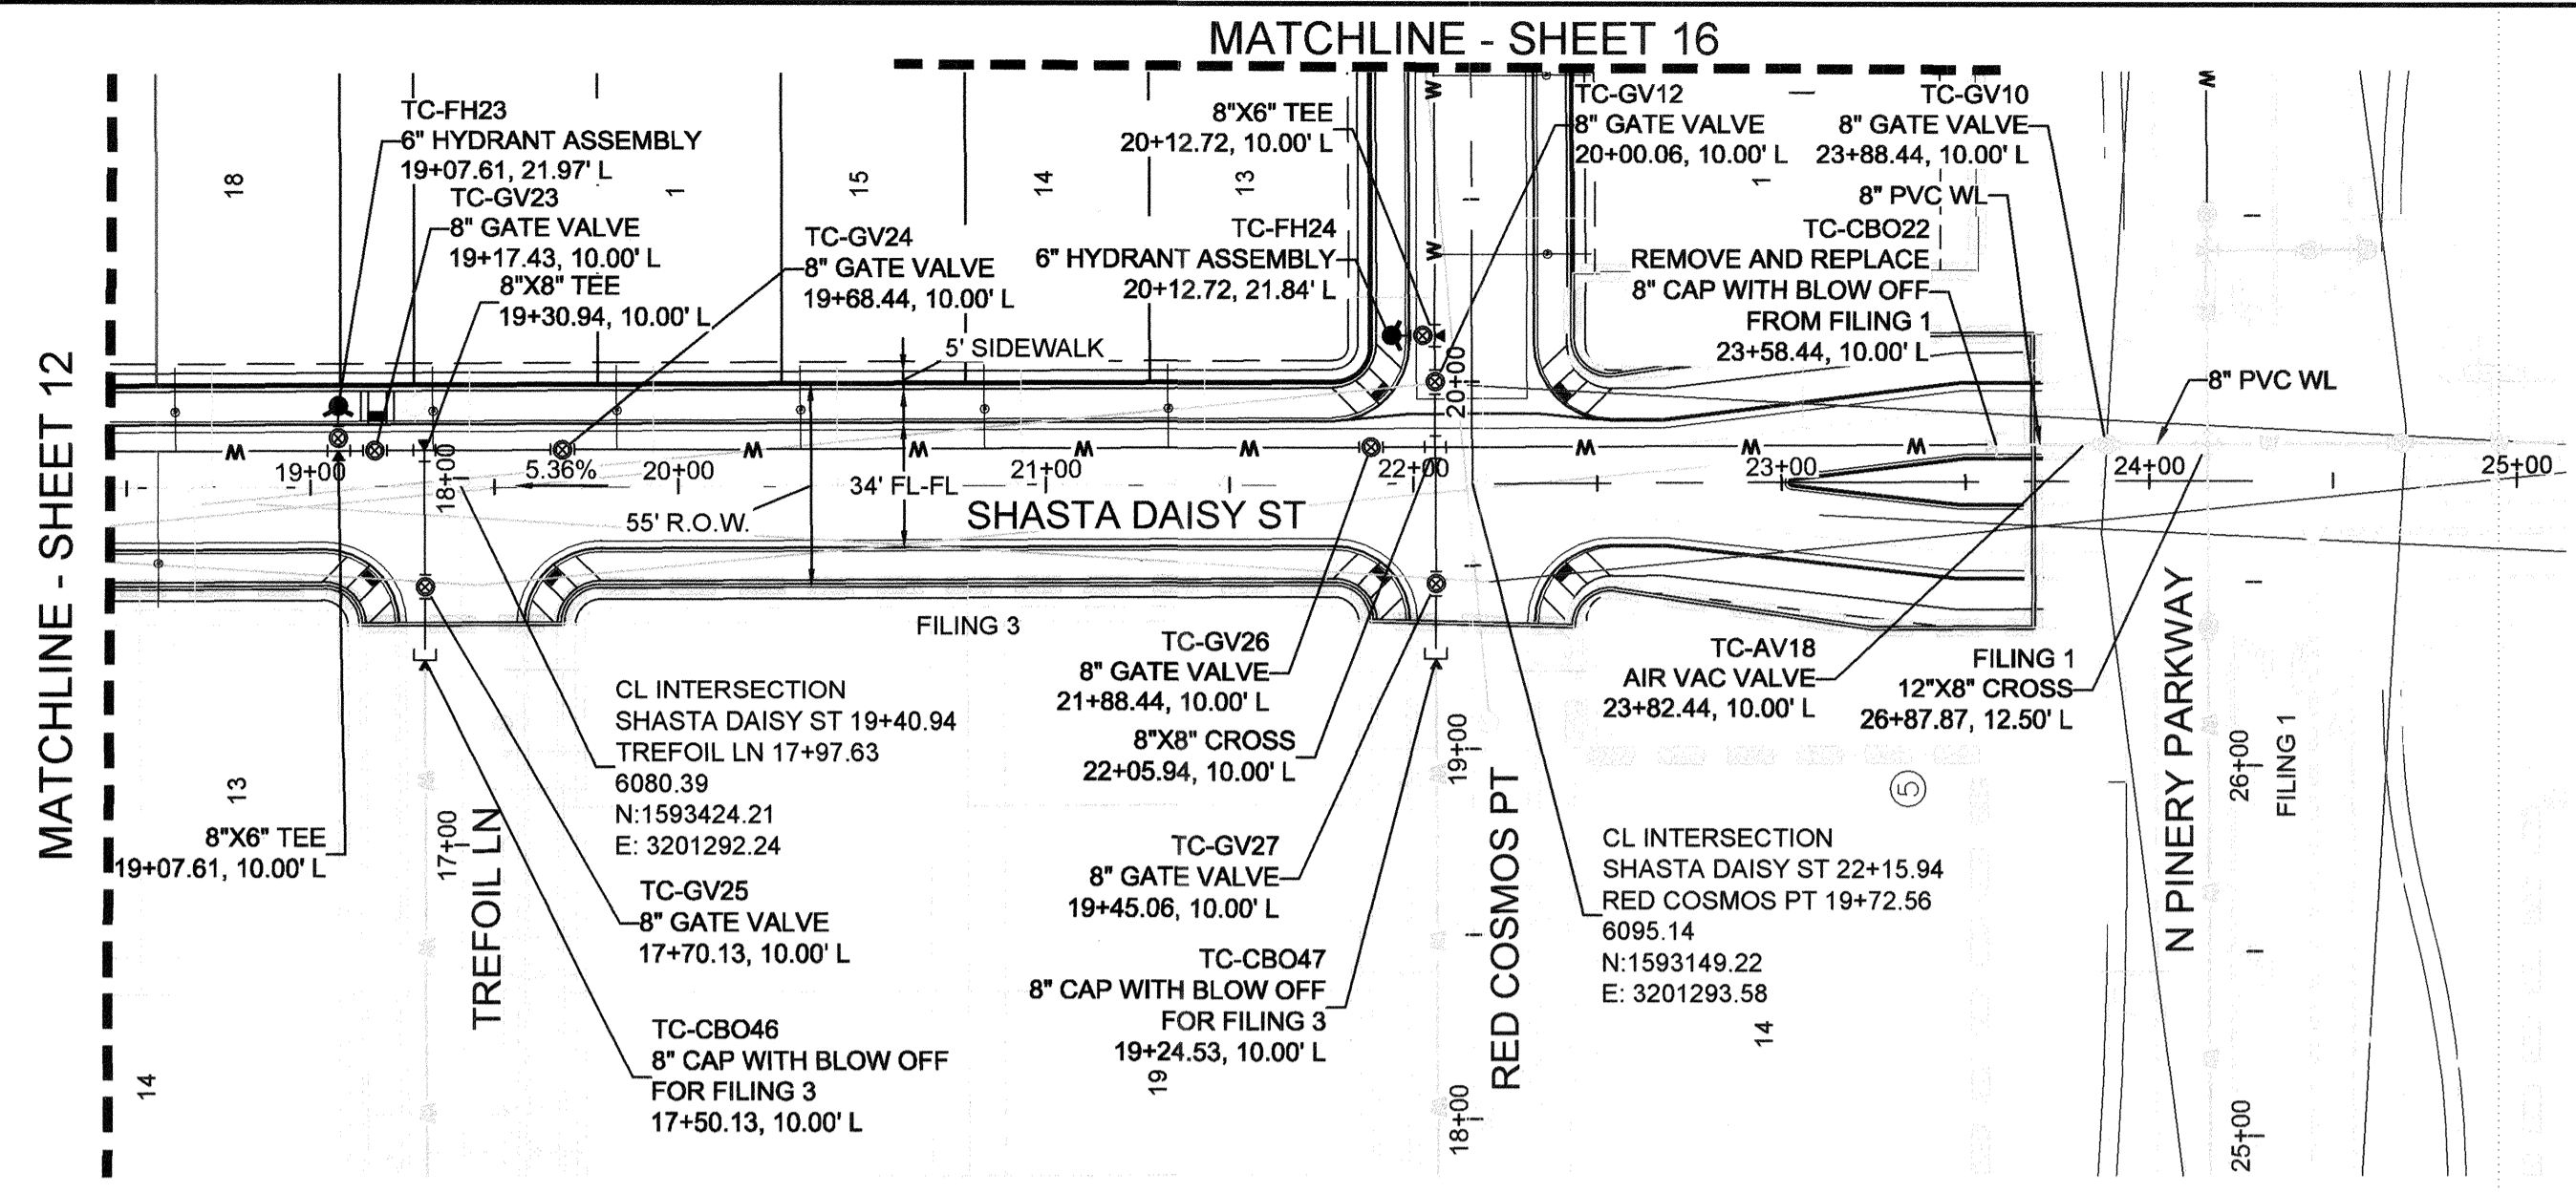 MATCHLINE - SHEET 16
MATCHLINE - SHEET 12
TC-FH23
6" HYDRANT ASSEMBLY
19+07.61, 21.97' L
TC-GV23
8" GATE VALVE
19+17.43, 10.00' L
8"X8" TEE
19+30.94, 10.00' L
TC-GV24
8" GATE VALVE
19+68.44, 10.00' L
8"X6" TEE
20+12.72, 10.00' L
TC-FH24
6" HYDRANT ASSEMBLY
20+12.72, 21.84' L
TC-GV12
8" GATE VALVE
20+00.06, 10.00' L
TC-GV10
8" GATE VALVE
23+88.44, 10.00' L
8" PVC WL
TC-CBO22
REMOVE AND REPLACE
8" CAP WITH BLOW OFF
FROM FILING 1
23+58.44, 10.00' L
8" PVC WL
18
1
15
14
13
1
5' SIDEWALK
W
W
W
W
W
W
W
W
W
W
W
W
19+00
18+00
5.36%
20+00
34' FL-FL
21+00
22+00
20+00
23+00
24+00
25+00
55' R.O.W.
SHASTA DAISY ST
FILING 3
CL INTERSECTION
SHASTA DAISY ST 19+40.94
TREFOIL LN 17+97.63
6080.39
N:1593424.21
E: 3201292.24
TC-GV26
8" GATE VALVE
21+88.44, 10.00' L
8"X8" CROSS
22+05.94, 10.00' L
TC-GV27
8" GATE VALVE
19+45.06, 10.00' L
TC-CBO47
8" CAP WITH BLOW OFF
FOR FILING 3
19+24.53, 10.00' L
TC-AV18
AIR VAC VALVE
23+82.44, 10.00' L
FILING 1
12"X8" CROSS
26+87.87, 12.50' L
13
8"X6" TEE
19+07.61, 10.00' L
17+00
TREFOIL LN
TC-GV25
8" GATE VALVE
17+70.13, 10.00' L
TC-CBO46
8" CAP WITH BLOW OFF
FOR FILING 3
17+50.13, 10.00' L
14
19
19+00
18+00
RED COSMOS PT
CL INTERSECTION
SHASTA DAISY ST 22+15.94
RED COSMOS PT 19+72.56
6095.14
N:1593149.22
E: 3201293.58
14
5
N PINERY PARKWAY
26+00
FILING 1
25+00